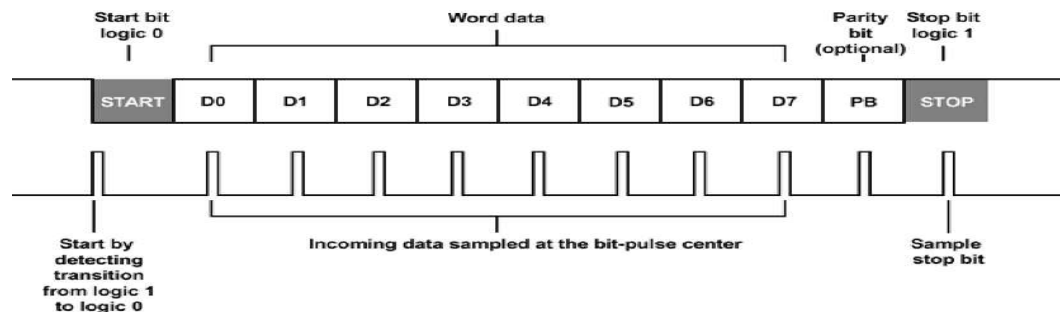 Start bit
logic 0
Word data
Parity
bit
(optional)
Stop bit
logic 1
START D0 D1 D2 D3 D4 D5 D6 D7 PB STOP
Start by
detecting
transition
from logic 1
to logic 0
Incoming data sampled at the bit-pulse center
Sample
stop bit